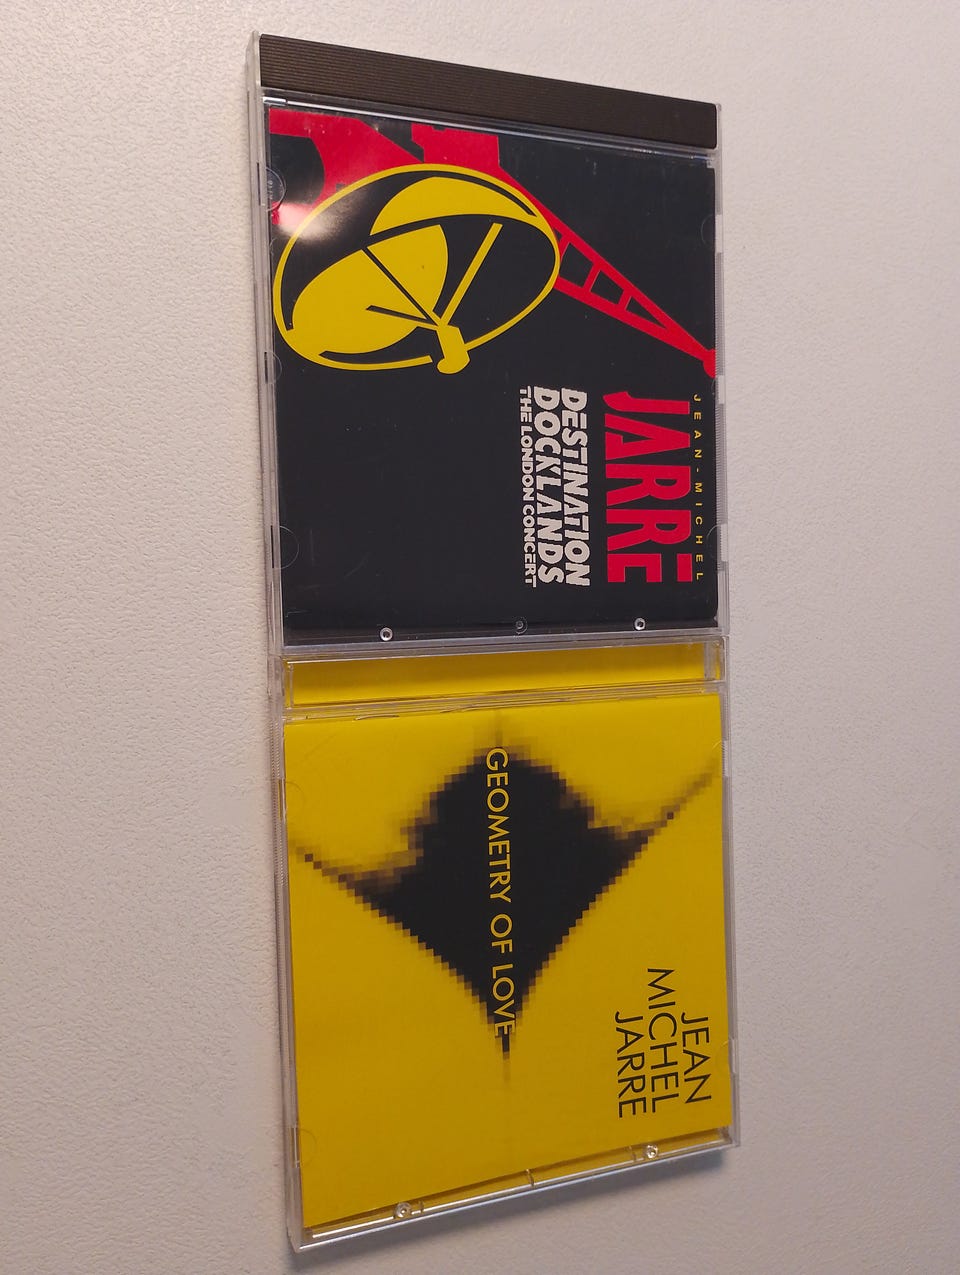 JEAN-MICHEL
JARRE
DESTINATION
DOCKLANDS
THE LONDON CONCERT
JEAN
MICHEL
JARRE
GEOMETRY OF LOVE